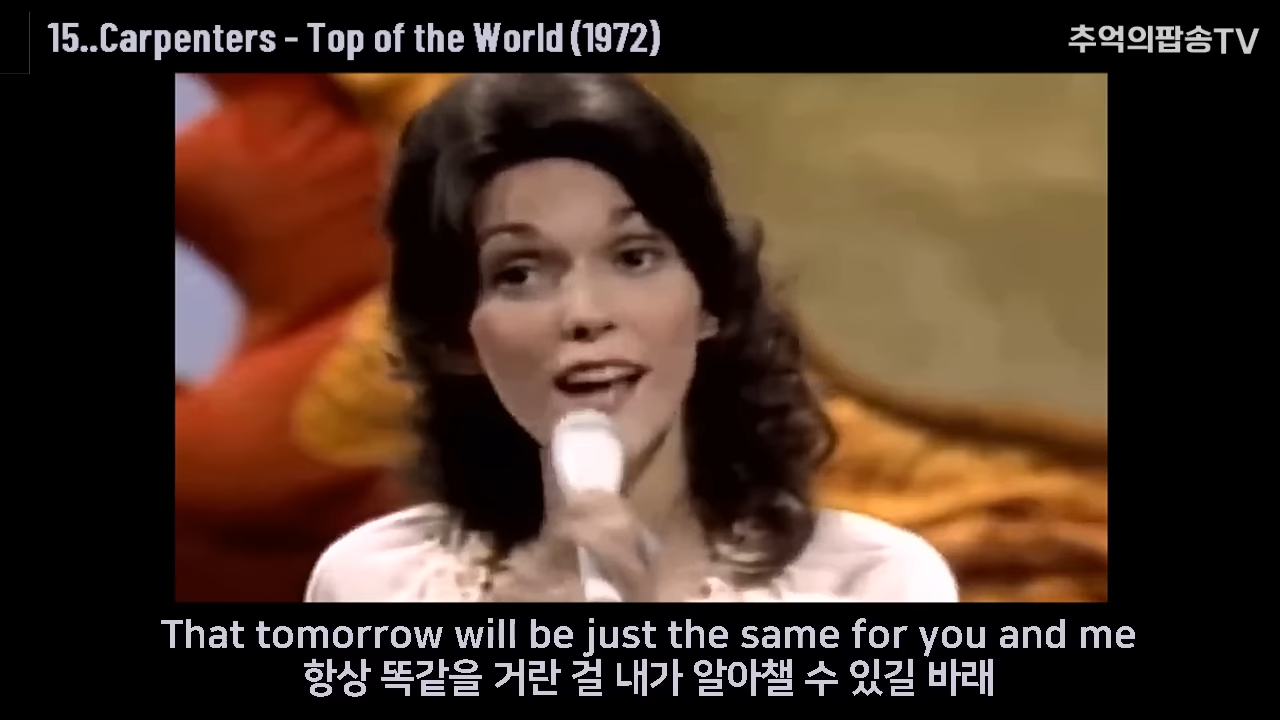 15..Carpenters - Top of the World (1972)
추억의팝송TV
That tomorrow will be just the same for you and me
항상 똑같을 거란 걸 내가 알아챌 수 있길 바래